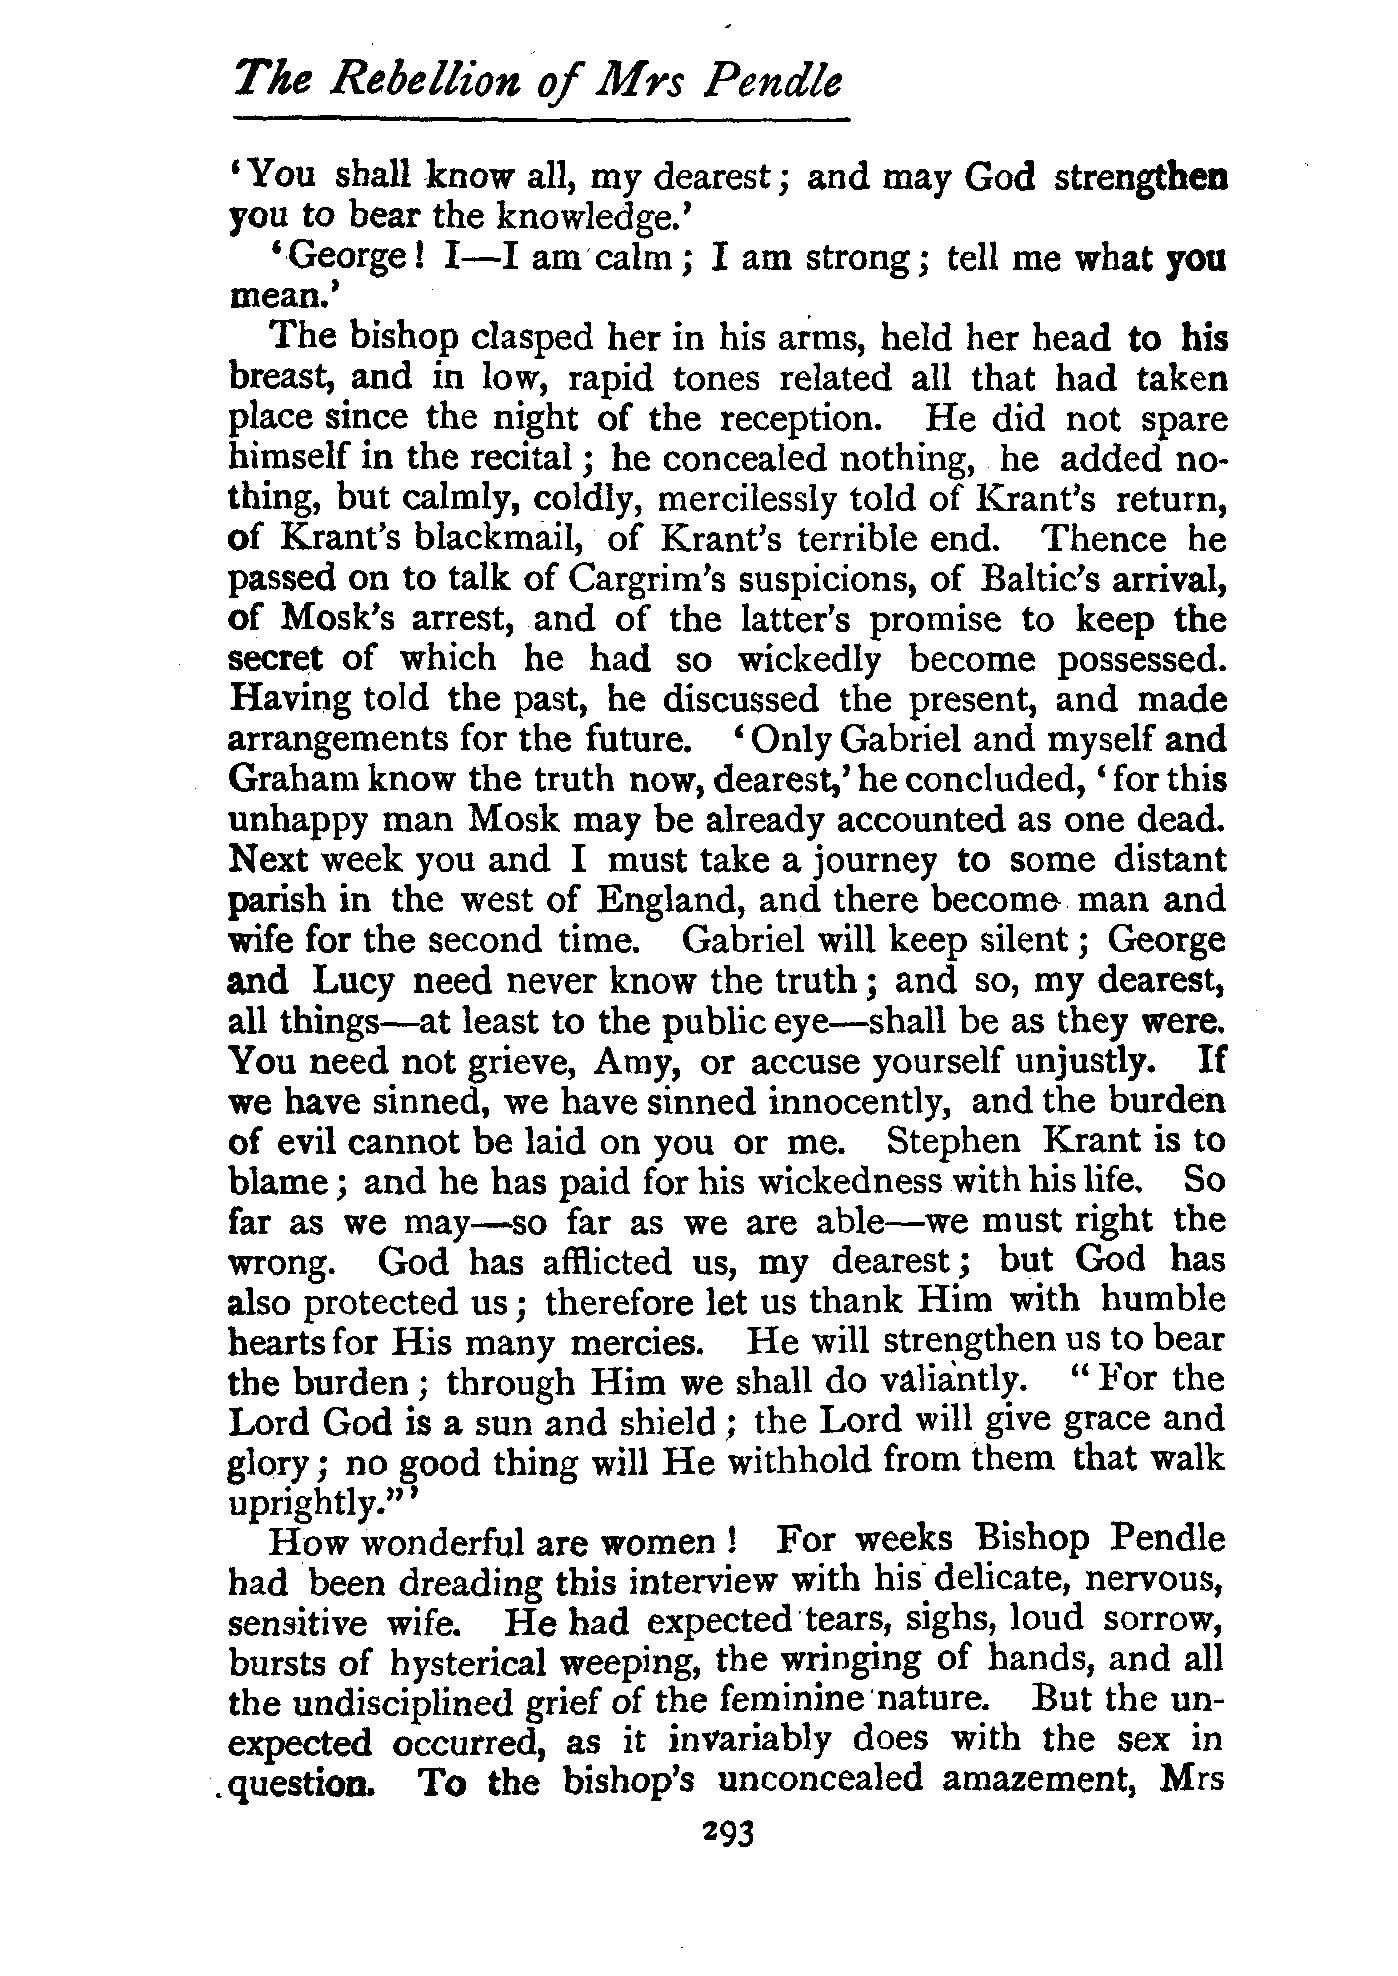 The Rebellion of Mrs Pendle
‘You shall know all, my dearest; and may God strengthen
you to bear the knowledge.’
‘George! I—I am calm; I am strong; tell me what you
mean.’
The bishop clasped her in his arms, held her head to his
breast, and in low, rapid tones related all that had taken
place since the night of the reception. He did not spare
himself in the recital; he concealed nothing, he added no-
thing, but calmly, coldly, mercilessly told of Krant’s return,
of Krant’s blackmail, of Krant’s terrible end. Thence he
passed on to talk of Cargrim’s suspicions, of Baltic’s arrival,
of Mosk’s arrest, and of the latter’s promise to keep the
secret of which he had so wickedly become possessed.
Having told the past, he discussed the present, and made
arrangements for the future. ‘Only Gabriel and myself and
Graham know the truth now, dearest,’ he concluded, ‘for this
unhappy man Mosk may be already accounted as one dead.
Next week you and I must take a journey to some distant
parish in the west of England, and there become man and
wife for the second time. Gabriel will keep silent; George
and Lucy need never know the truth; and so, my dearest,
all things—at least to the public eye—shall be as they were.
You need not grieve, Amy, or accuse yourself unjustly. If
we have sinned, we have sinned innocently, and the burden
of evil cannot be laid on you or me. Stephen Krant is to
blame; and he has paid for his wickedness with his life. So
far as we may—so far as we are able—we must right the
wrong. God has afflicted us, my dearest; but God has
also protected us; therefore let us thank Him with humble
hearts for His many mercies. He will strengthen us to bear
the burden; through Him we shall do valiantly. “For the
Lord God is a sun and shield; the Lord will give grace and
glory; no good thing will He withhold from them that walk
uprightly.”’
How wonderful are women! For weeks Bishop Pendle
had been dreading this interview with his delicate, nervous,
sensitive wife. He had expected tears, sighs, loud sorrow,
bursts of hysterical weeping, the wringing of hands, and all
the undisciplined grief of the feminine nature. But the un-
expected occurred, as it invariably does with the sex in
question. To the bishop’s unconcealed amazement, Mrs
293